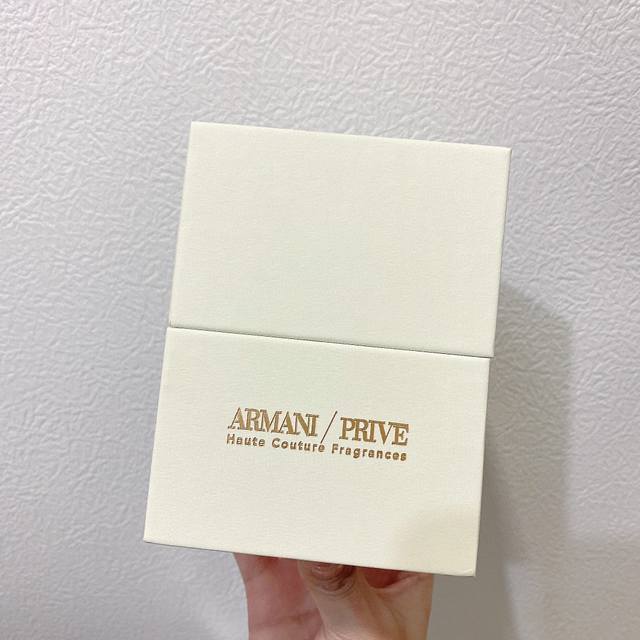 ARMANI / PRIVE
Haute Couture Fragrances